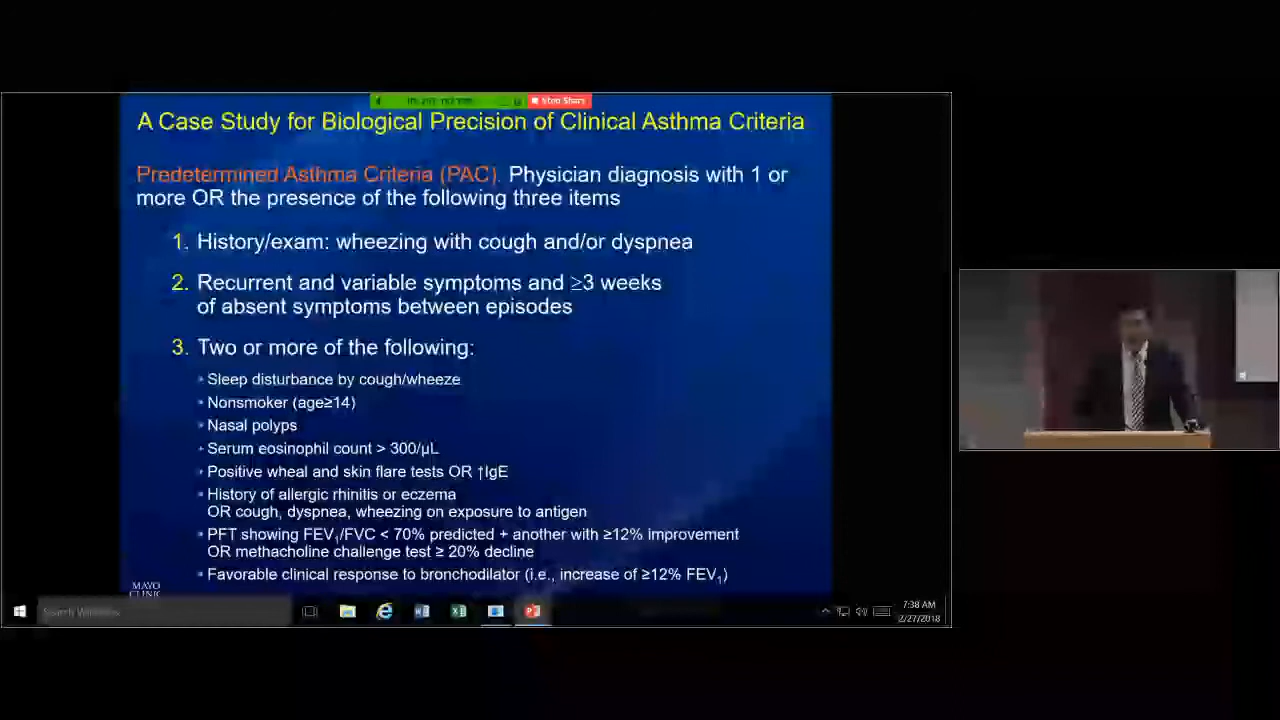 Stop Share
A Case Study for Biological Precision of Clinical Asthma Criteria
Predetermined Asthma Criteria (PAC). Physician diagnosis with 1 or
more OR the presence of the following three items
1. History/exam: wheezing with cough and/or dyspnea
2. Recurrent and variable symptoms and ≥3 weeks
of absent symptoms between episodes
3. Two or more of the following:
• Sleep disturbance by cough/wheeze
• Nonsmoker (age≥14)
• Nasal polyps
• Serum eosinophil count > 300/μL
• Positive wheal and skin flare tests OR ↑IgE
• History of allergic rhinitis or eczema
OR cough, dyspnea, wheezing on exposure to antigen
• PFT showing FEV₁/FVC < 70% predicted + another with ≥12% improvement
OR methacholine challenge test ≥ 20% decline
• Favorable clinical response to bronchodilator (i.e., increase of ≥12% FEV₁)
MAYO
CLINIC
Search Windows
7:38 AM
2/27/2018